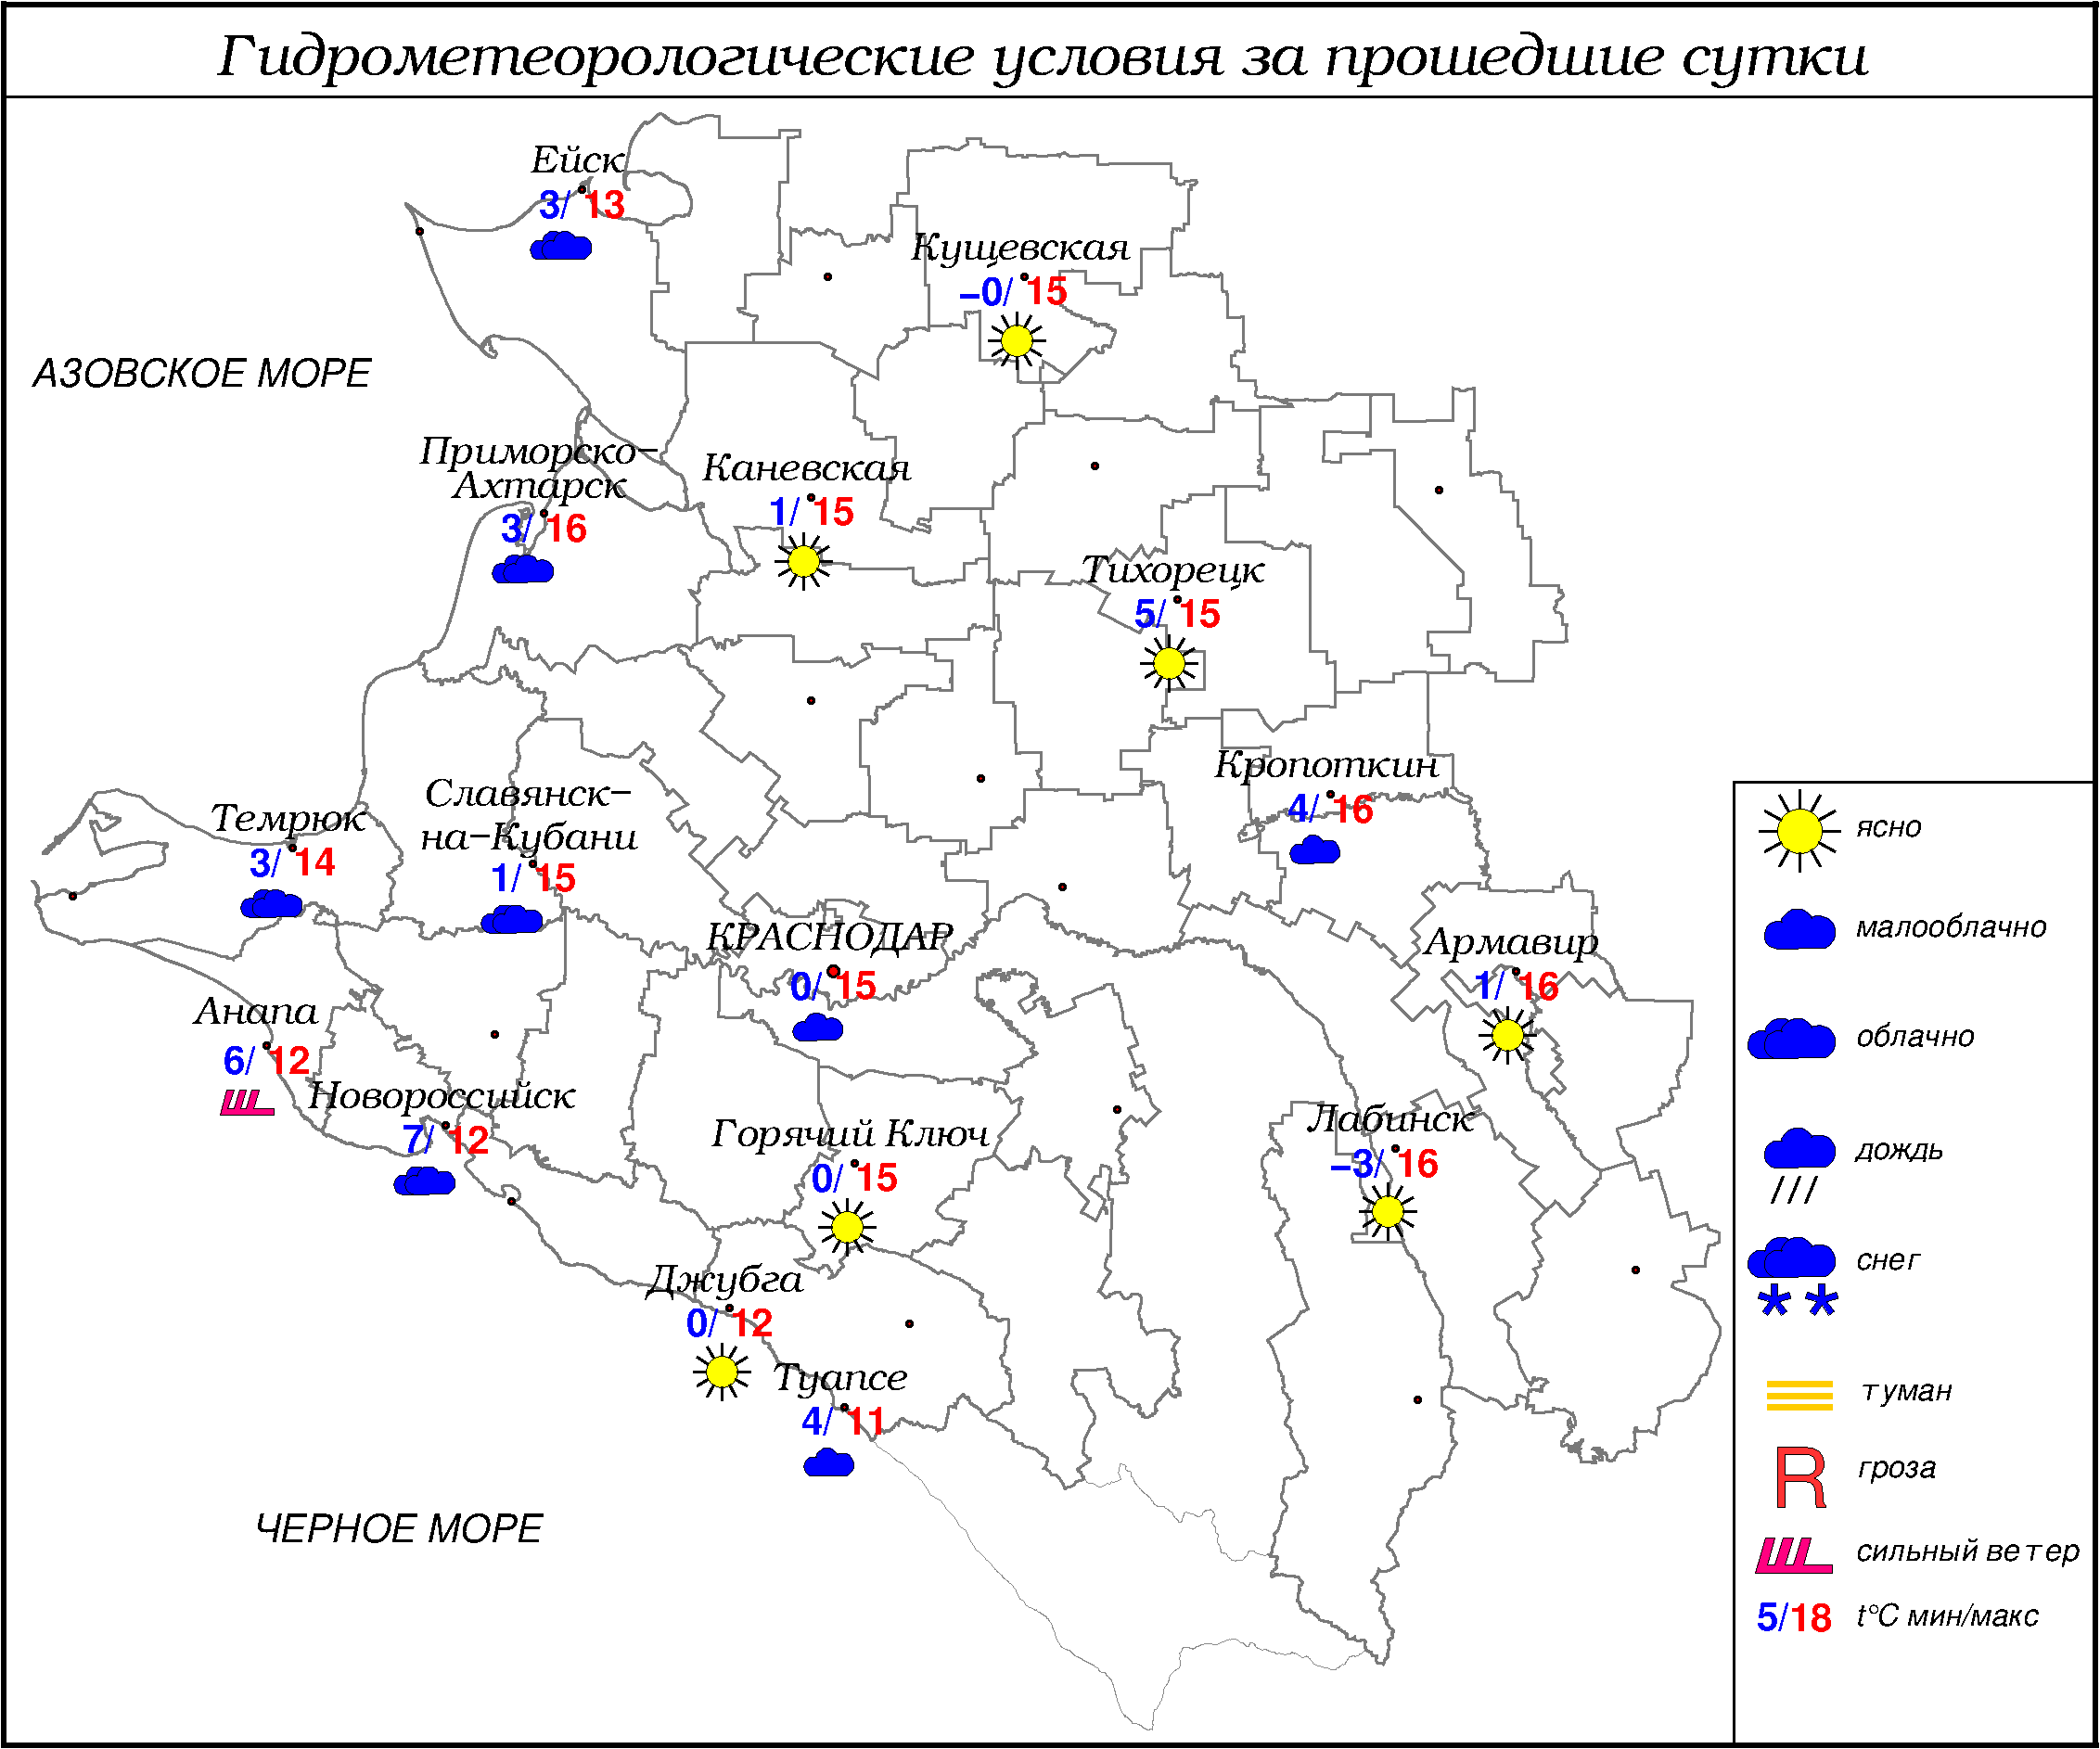 Гидрометеорологические условия за прошедшие сутки
Ейск
3/ 13
Кущевская
−0/ 15
АЗОВСКОЕ МОРЕ
Приморско−
Ахтарск
3/ 16
Каневская
1/ 15
Тихорецк
5/ 15
Кропоткин
4/ 16
Темрюк
3/ 14
Славянск−
на−Кубани
1/ 15
КРАСНОДАР
0/ 15
Армавир
1/ 16
Анапа
6/ 12
Новороссийск
7/ 12
Горячий Ключ
0/ 15
Лабинск
−3/ 16
Джубга
0/ 12
Туапсе
4/ 11
ЧЕРНОЕ МОРЕ
ясно
малооблачно
облачно
дождь
снег
туман
R гроза
сильный ветер
5/18 t°C мин/макс